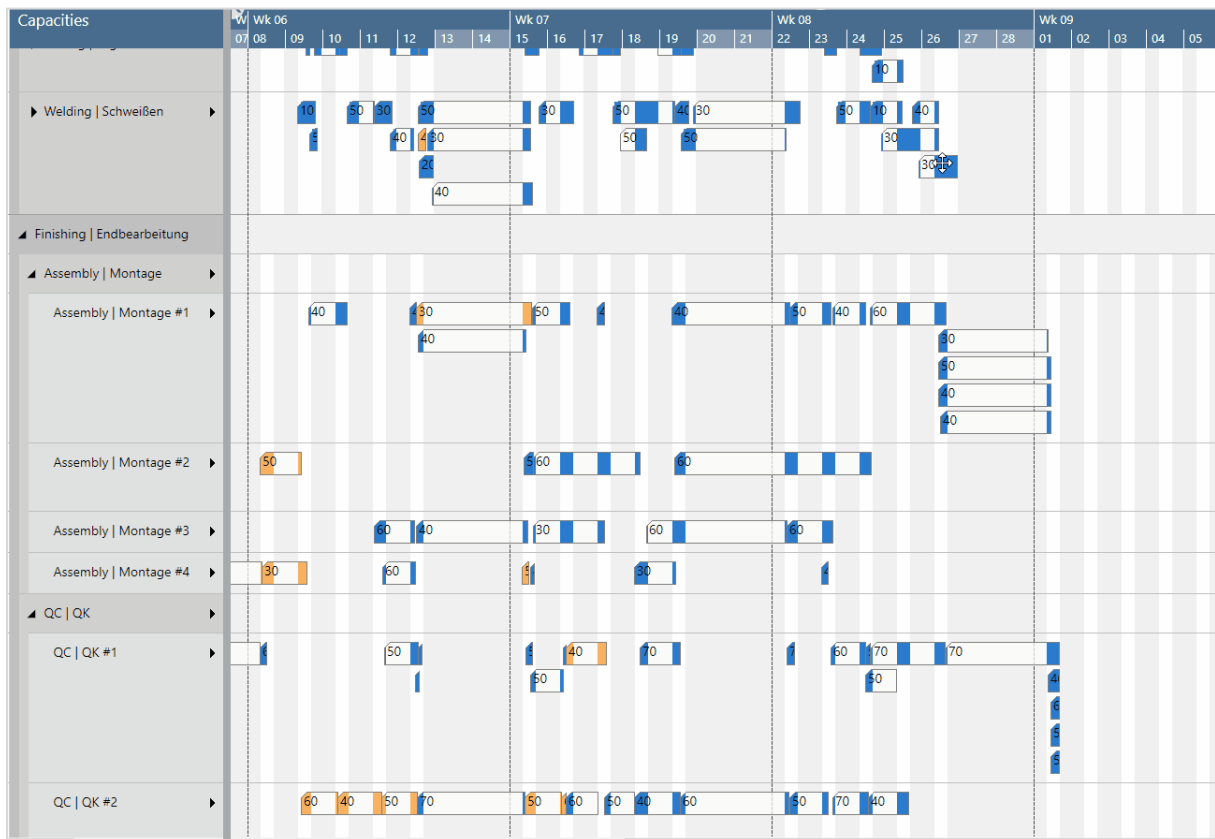 Capacities
W Wk 06 Wk 07 Wk 08 Wk 09
07 08 09 10 11 12 13 14 15 16 17 18 19 20 21 22 23 24 25 26 27 28 01 02 03 04 05
10
Welding | Schweißen 10 50 30 50 30 50 40 30 50 10 40
40 30 50 50 30
20 30
40
Finishing | Endbearbeitung
Assembly | Montage
Assembly | Montage #1 40 30 50 40 50 40 60
40 30
50
40
40
Assembly | Montage #2 50 60 60
Assembly | Montage #3 60 40 30 60 60
Assembly | Montage #4 30 60 30
QC | QK
QC | QK #1 50 40 70 60 70 70
50 50 40
QC | QK #2 60 40 50 70 50 60 50 40 60 50 70 40